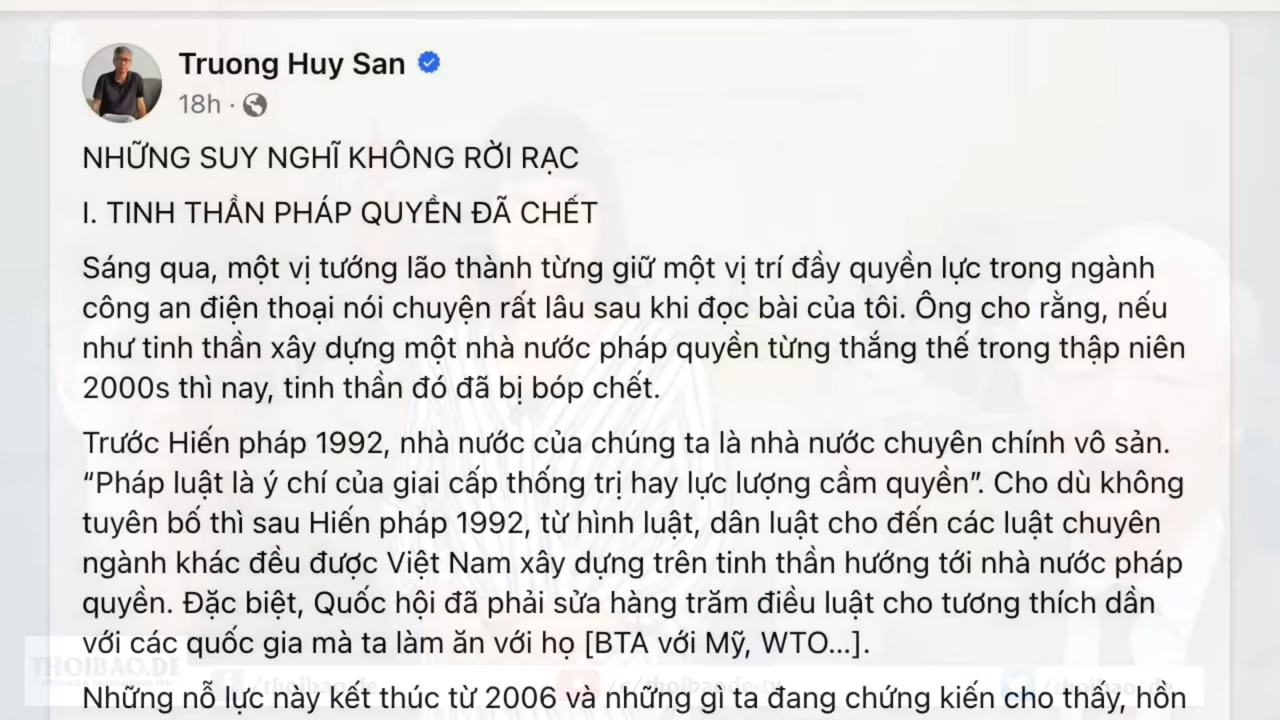 Truong Huy San
18h ·
NHỮNG SUY NGHĨ KHÔNG RỜI RẠC
I. TINH THẦN PHÁP QUYỀN ĐÃ CHẾT
Sáng qua, một vị tướng lão thành từng giữ một vị trí đầy quyền lực trong ngành
công an điện thoại nói chuyện rất lâu sau khi đọc bài của tôi. Ông cho rằng, nếu
như tinh thần xây dựng một nhà nước pháp quyền từng thắng thế trong thập niên
2000s thì nay, tinh thần đó đã bị bóp chết.
Trước Hiến pháp 1992, nhà nước của chúng ta là nhà nước chuyên chính vô sản.
“Pháp luật là ý chí của giai cấp thống trị hay lực lượng cầm quyền”. Cho dù không
tuyên bố thì sau Hiến pháp 1992, từ hình luật, dân luật cho đến các luật chuyên
ngành khác đều được Việt Nam xây dựng trên tinh thần hướng tới nhà nước pháp
quyền. Đặc biệt, Quốc hội đã phải sửa hàng trăm điều luật cho tương thích dần
với các quốc gia mà ta làm ăn với họ [BTA với Mỹ, WTO...].
THOIBAO.DE
Những nỗ lực này kết thúc từ 2006 và những gì ta đang chứng kiến cho thấy, hôn